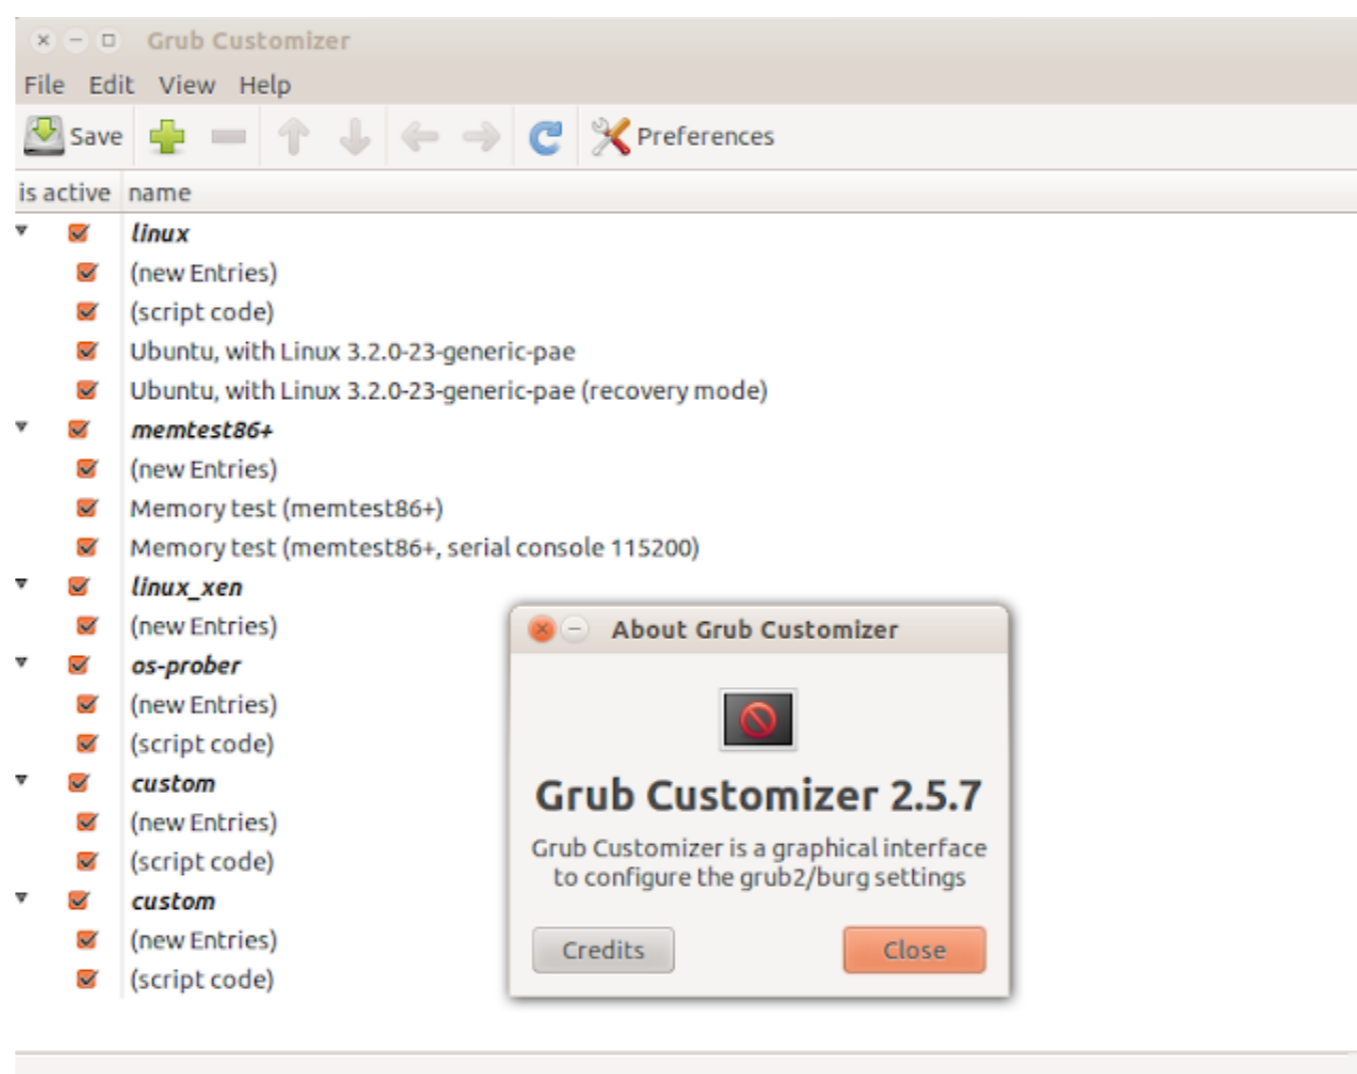 Grub Customizer
File Edit View Help
Save Preferences
is active name
linux
(new Entries)
(script code)
Ubuntu, with Linux 3.2.0-23-generic-pae
Ubuntu, with Linux 3.2.0-23-generic-pae (recovery mode)
memtest86+
(new Entries)
Memory test (memtest86+)
Memory test (memtest86+, serial console 115200)
linux_xen
(new Entries)
os-prober
(new Entries)
(script code)
custom
(new Entries)
(script code)
custom
(new Entries)
(script code)
About Grub Customizer
Grub Customizer 2.5.7
Grub Customizer is a graphical interface
to configure the grub2/burg settings
Credits Close